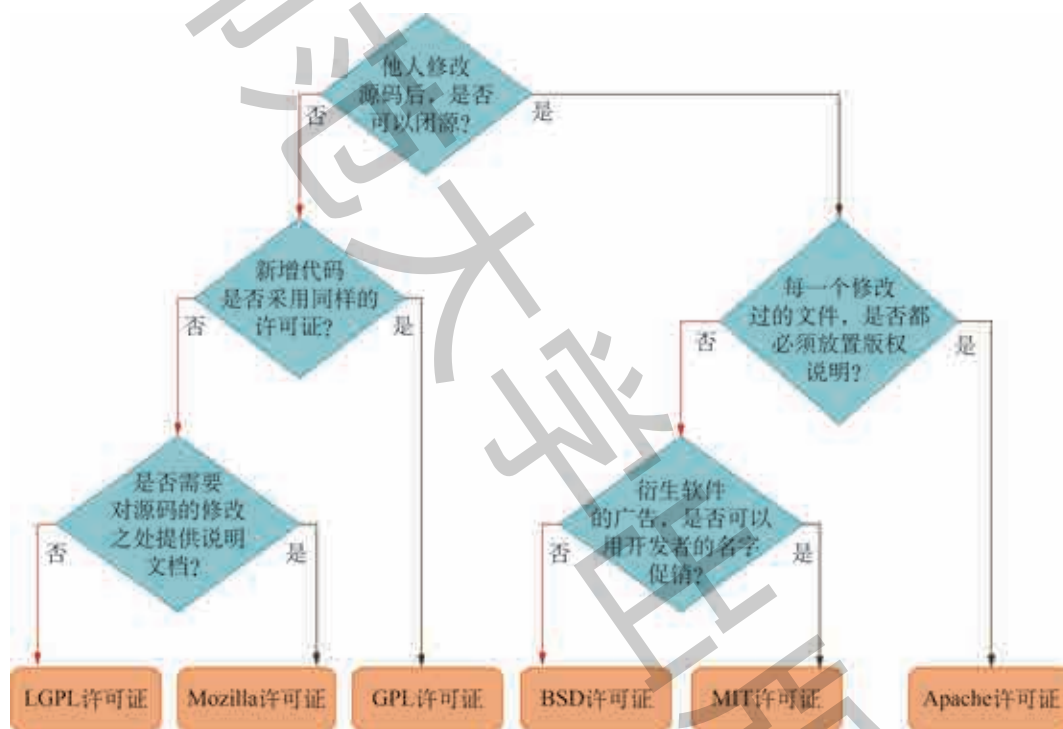 他人修改
源码后，是否
可以闭源？
否
是
新增代码
是否采用同样的
许可证？
否
是
每一个修改
过的文件，是否都
必须放置版权
说明？
否
是
是否需要
对源码的修改
之处提供说明
文档？
否
是
衍生软件
的广告，是否可以
用开发者的名字
促销？
否
是
LGPL许可证
Mozilla许可证
GPL许可证
BSD许可证
MIT许可证
Apache许可证
大学